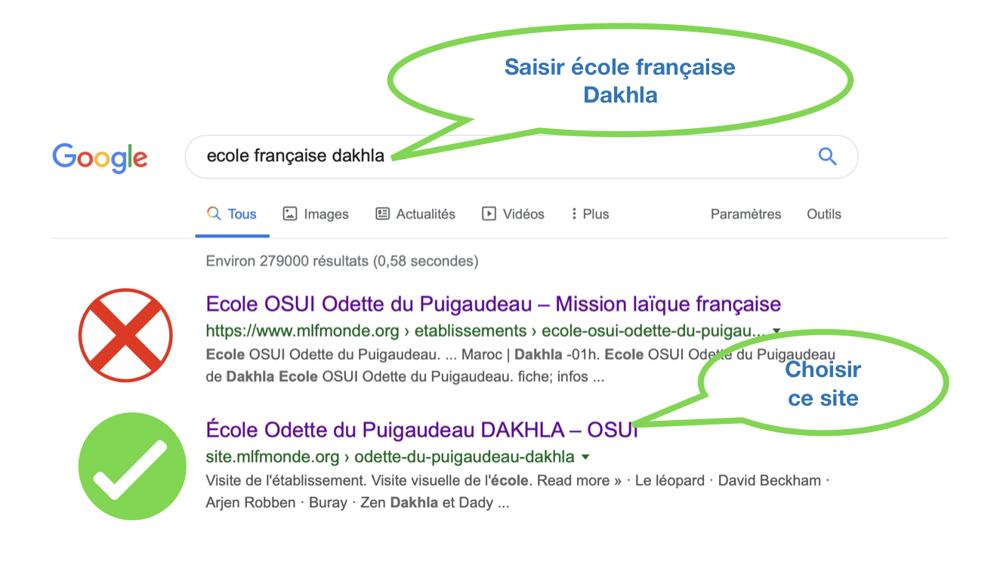 Saisir école française
Dakhla
Google
ecole française dakhla
Tous Images Actualités Vidéos Plus Paramètres Outils
Environ 279000 résultats (0,58 secondes)
Ecole OSUI Odette du Puigaudeau – Mission laïque française
https://www.mlfmonde.org › etablissements › ecole-osui-odette-du-puigau...
Ecole OSUI Odette du Puigaudeau. ... Maroc | Dakhla -01h. Ecole OSUI Odette du Puigaudeau
de Dakhla Ecole OSUI Odette du Puigaudeau. fiche; infos ...
Choisir
ce site
École Odette du Puigaudeau DAKHLA – OSUI
site.mlfmonde.org › odette-du-puigaudeau-dakhla
Visite de l'établissement. Visite visuelle de l'école. Read more » · Le léopard · David Beckham ·
Arjen Robben · Buray · Zen Dakhla et Dady ...